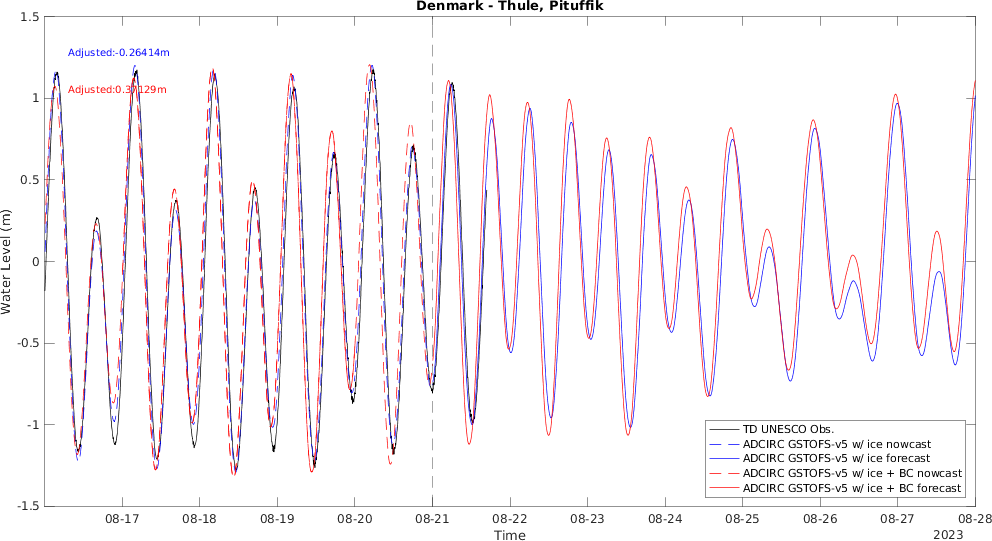 Denmark - Thule, Pituffik
1.5
Adjusted:-0.26414m
Adjusted:0.37129m
1
0.5
0
-0.5
-1
-1.5
Water Level (m)
TD UNESCO Obs.
ADCIRC GSTOFS-v5 w/ ice nowcast
ADCIRC GSTOFS-v5 w/ ice forecast
ADCIRC GSTOFS-v5 w/ ice + BC nowcast
ADCIRC GSTOFS-v5 w/ ice + BC forecast
08-17 08-18 08-19 08-20 08-21 08-22 08-23 08-24 08-25 08-26 08-27 08-28
Time
2023